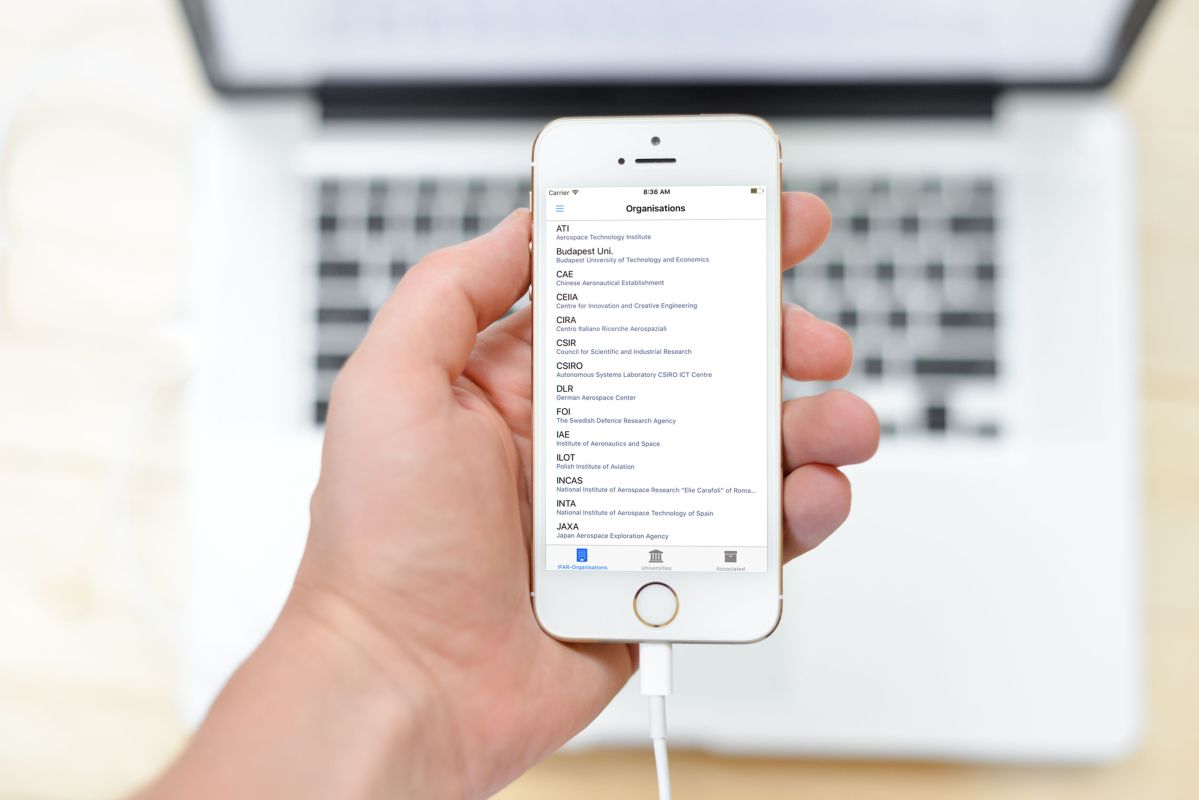 Carrier 8:36 AM
Organisations
ATI
Aerospace Technology Institute
Budapest Uni.
Budapest University of Technology and Economics
CAE
Chinese Aeronautical Establishment
CEIIA
Centre for Innovation and Creative Engineering
CIRA
Centro Italiano Ricerche Aerospaziali
CSIR
Council for Scientific and Industrial Research
CSIRO
Autonomous Systems Laboratory CSIRO ICT Centre
DLR
German Aerospace Center
FOI
The Swedish Defence Research Agency
IAE
Institute of Aeronautics and Space
ILOT
Polish Institute of Aviation
INCAS
National Institute of Aerospace Research "Elie Carafoli" of Roma...
INTA
National Institute of Aerospace Technology of Spain
JAXA
Japan Aerospace Exploration Agency
IFAR-Organisations Universities Associated